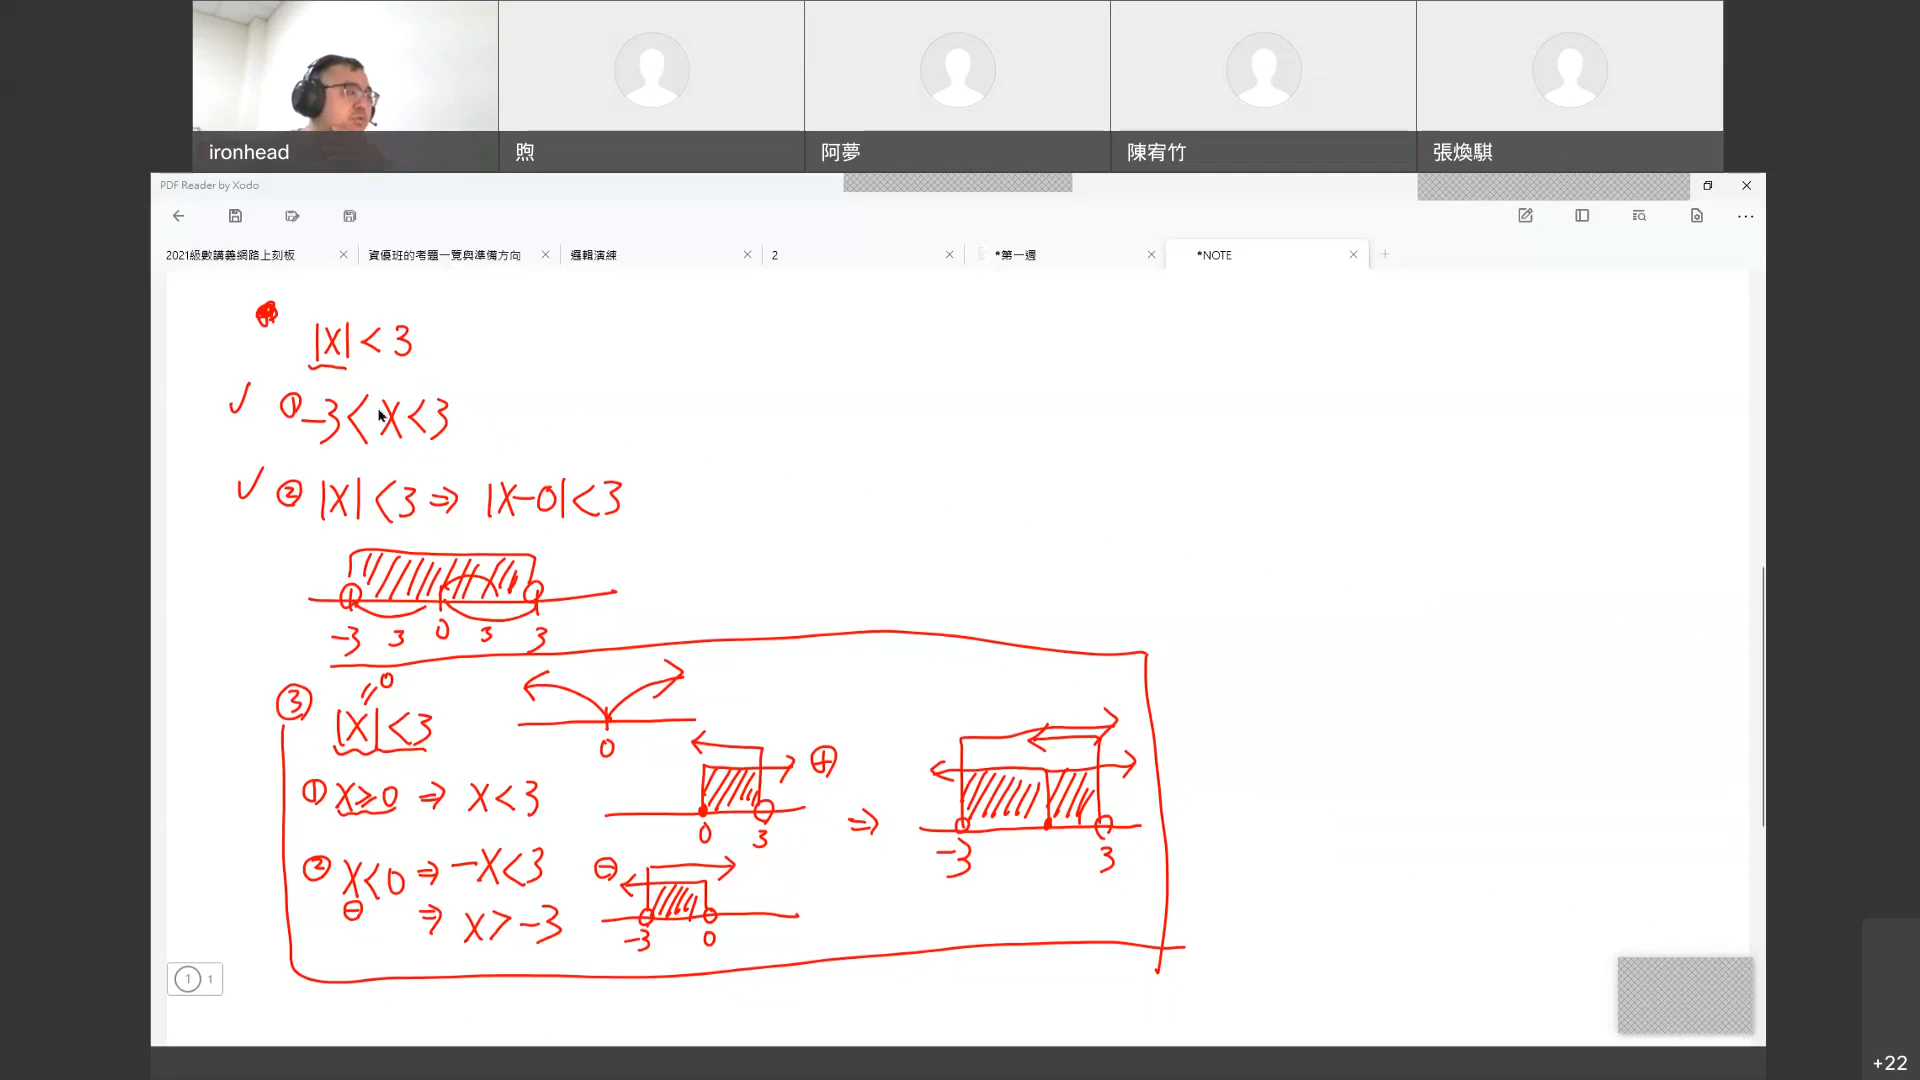 ironhead
煦
阿夢
陳宥竹
張煥騏
PDF Reader by Xodo
2021級數講義網路上刻板
資優班的考題一覽與準備方向
邏輯演練
2
*第一週
*NOTE
|X| < 3
① -3 < X < 3
② |X| < 3 ⇒ |X-0| < 3
-3 3 0 3 3
③
0
|X| < 3
0
① X ≥ 0 ⇒ X < 3
0 3
⊕
⇒
-3 3
② X < 0 ⇒ -X < 3
⊖
⊖
⇒ X > -3
-3 0
1 1
+22